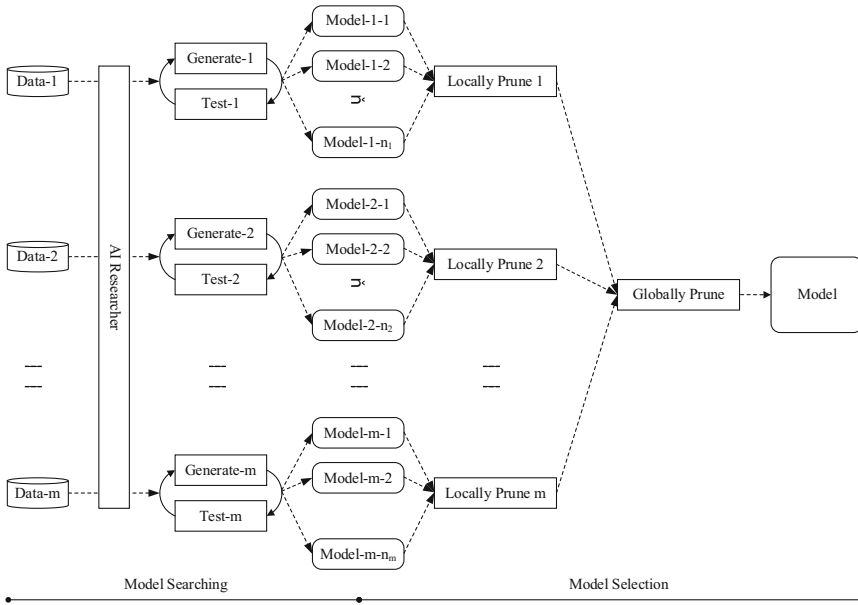 Model-1-1
Generate-1
Model-1-2
Data-1
Locally Prune 1
Test-1
Model-1-n₁
AI Researcher
Model-2-1
Generate-2
Model-2-2
Data-2
Locally Prune 2
Test-2
Globally Prune
Model
Model-2-n₂
Model-m-1
Generate-m
Model-m-2
Data-m
Locally Prune m
Test-m
Model-m-nₘ
Model Searching
Model Selection